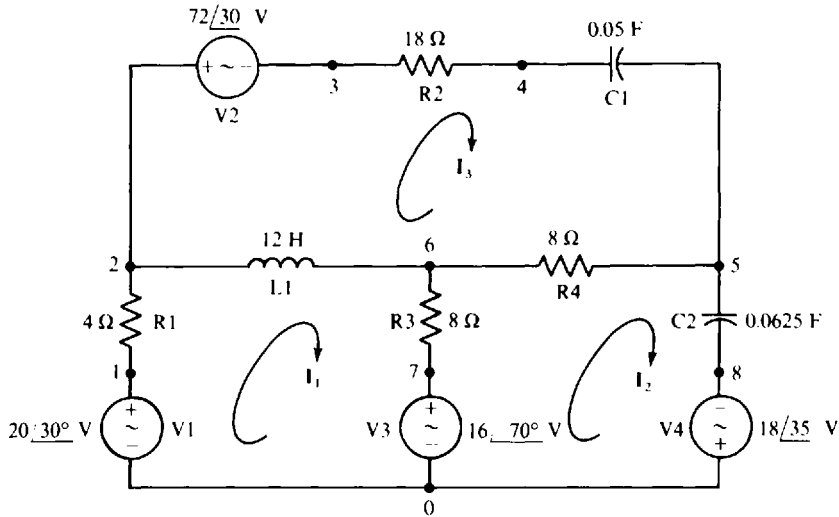 72/30 V
+ ~ −
V2
3
18 Ω
R2
4
0.05 F
C1
I₃
2
12 H
L1
6
8 Ω
R4
5
4 Ω
R1
R3
8 Ω
C2
0.0625 F
1
I₁
7
I₂
8
20/30° V
+
~
−
V1
V3
+
~
−
16 70° V
V4
−
~
+
18/35 V
0